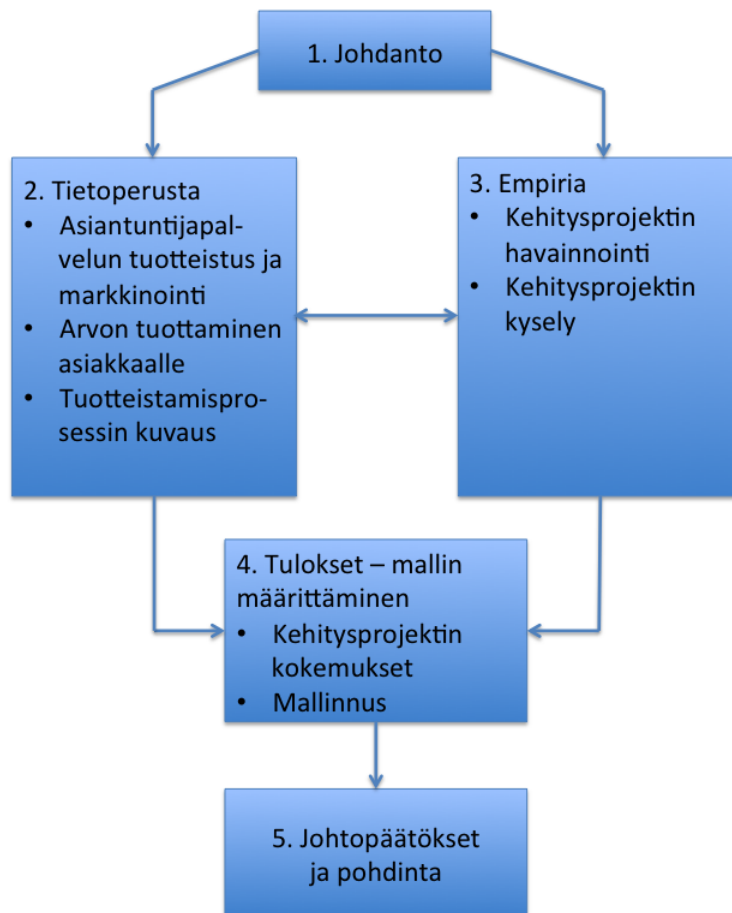 1. Johdanto
2. Tietoperusta
• Asiantuntijapal-
velun tuotteistus ja
markkinointi
• Arvon tuottaminen
asiakkaalle
• Tuotteistamispro-
sessin kuvaus
3. Empiria
• Kehitysprojektin
havainnointi
• Kehitysprojektin
kysely
4. Tulokset – mallin
määrittäminen
• Kehitysprojektin
kokemukset
• Mallinnus
5. Johtopäätökset
ja pohdinta